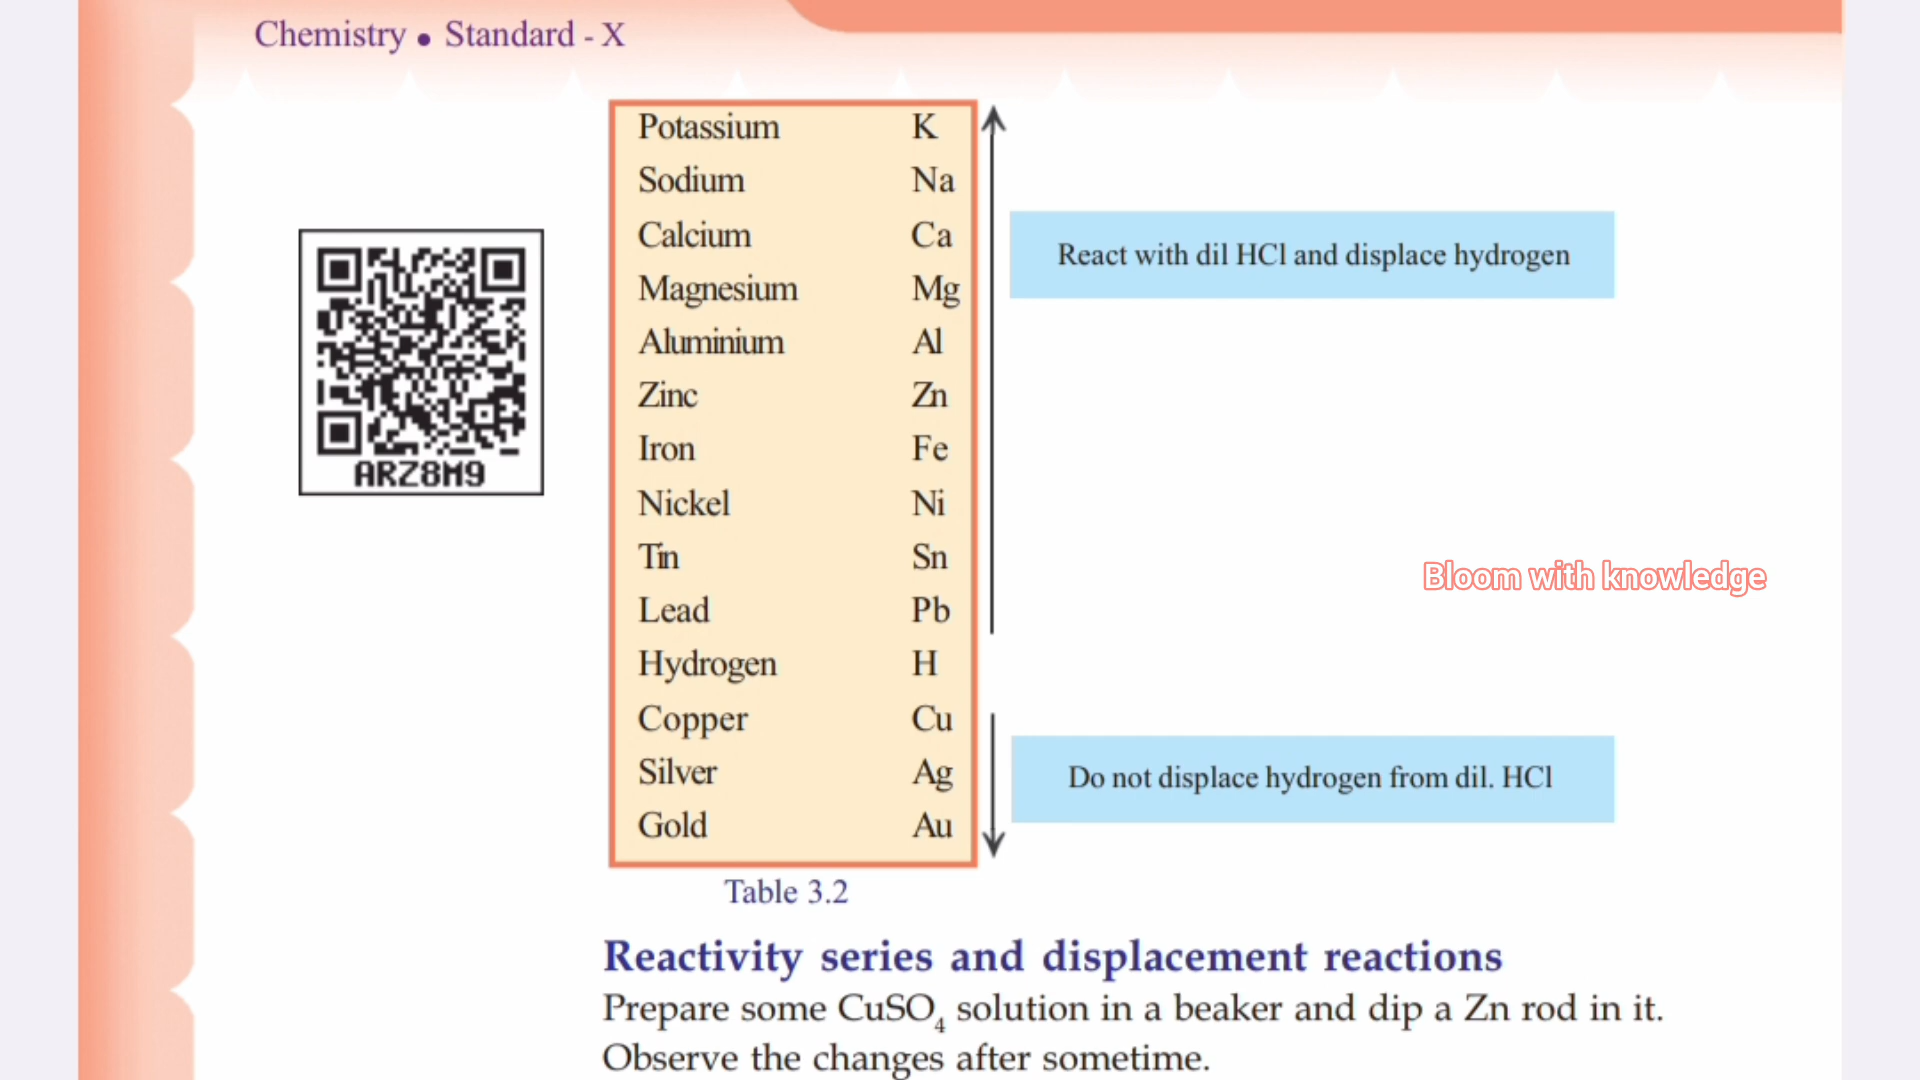 Chemistry • Standard - X
Potassium K
Sodium Na
Calcium Ca
Magnesium Mg
Aluminium Al
Zinc Zn
Iron Fe
Nickel Ni
Tin Sn
Lead Pb
Hydrogen H
Copper Cu
Silver Ag
Gold Au
React with dil HCl and displace hydrogen
Do not displace hydrogen from dil. HCl
ARZ8M9
Bloom with knowledge
Table 3.2
Reactivity series and displacement reactions
Prepare some CuSO₄ solution in a beaker and dip a Zn rod in it.
Observe the changes after sometime.